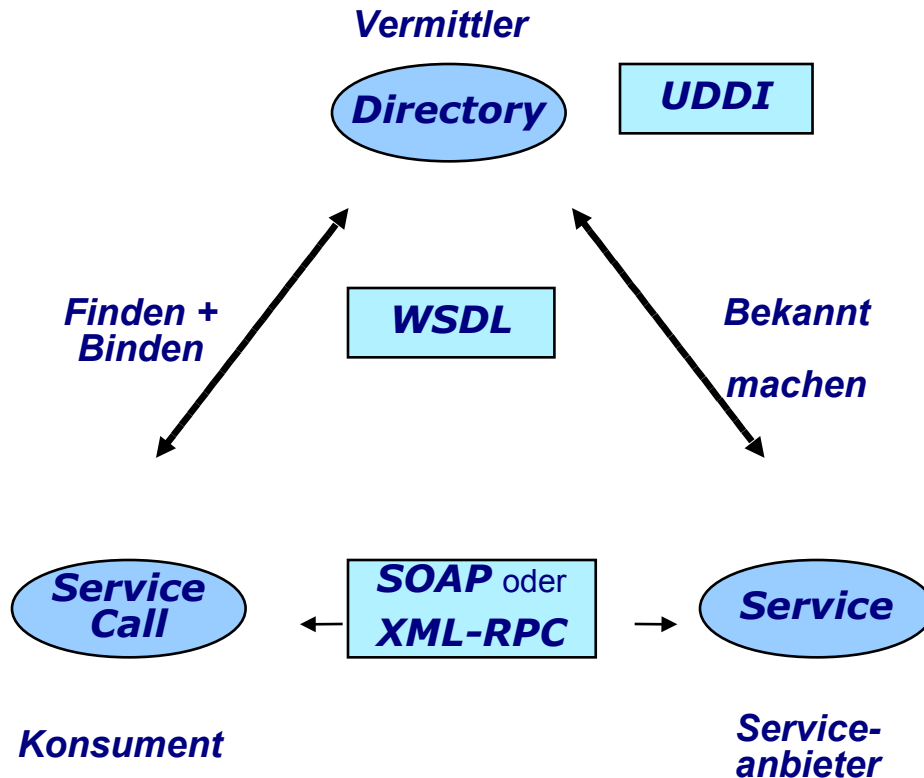 Vermittler
Directory
UDDI
Finden +
Binden
WSDL
Bekannt
machen
Service
Call
SOAP oder
XML-RPC
Service
Konsument
Service-
anbieter